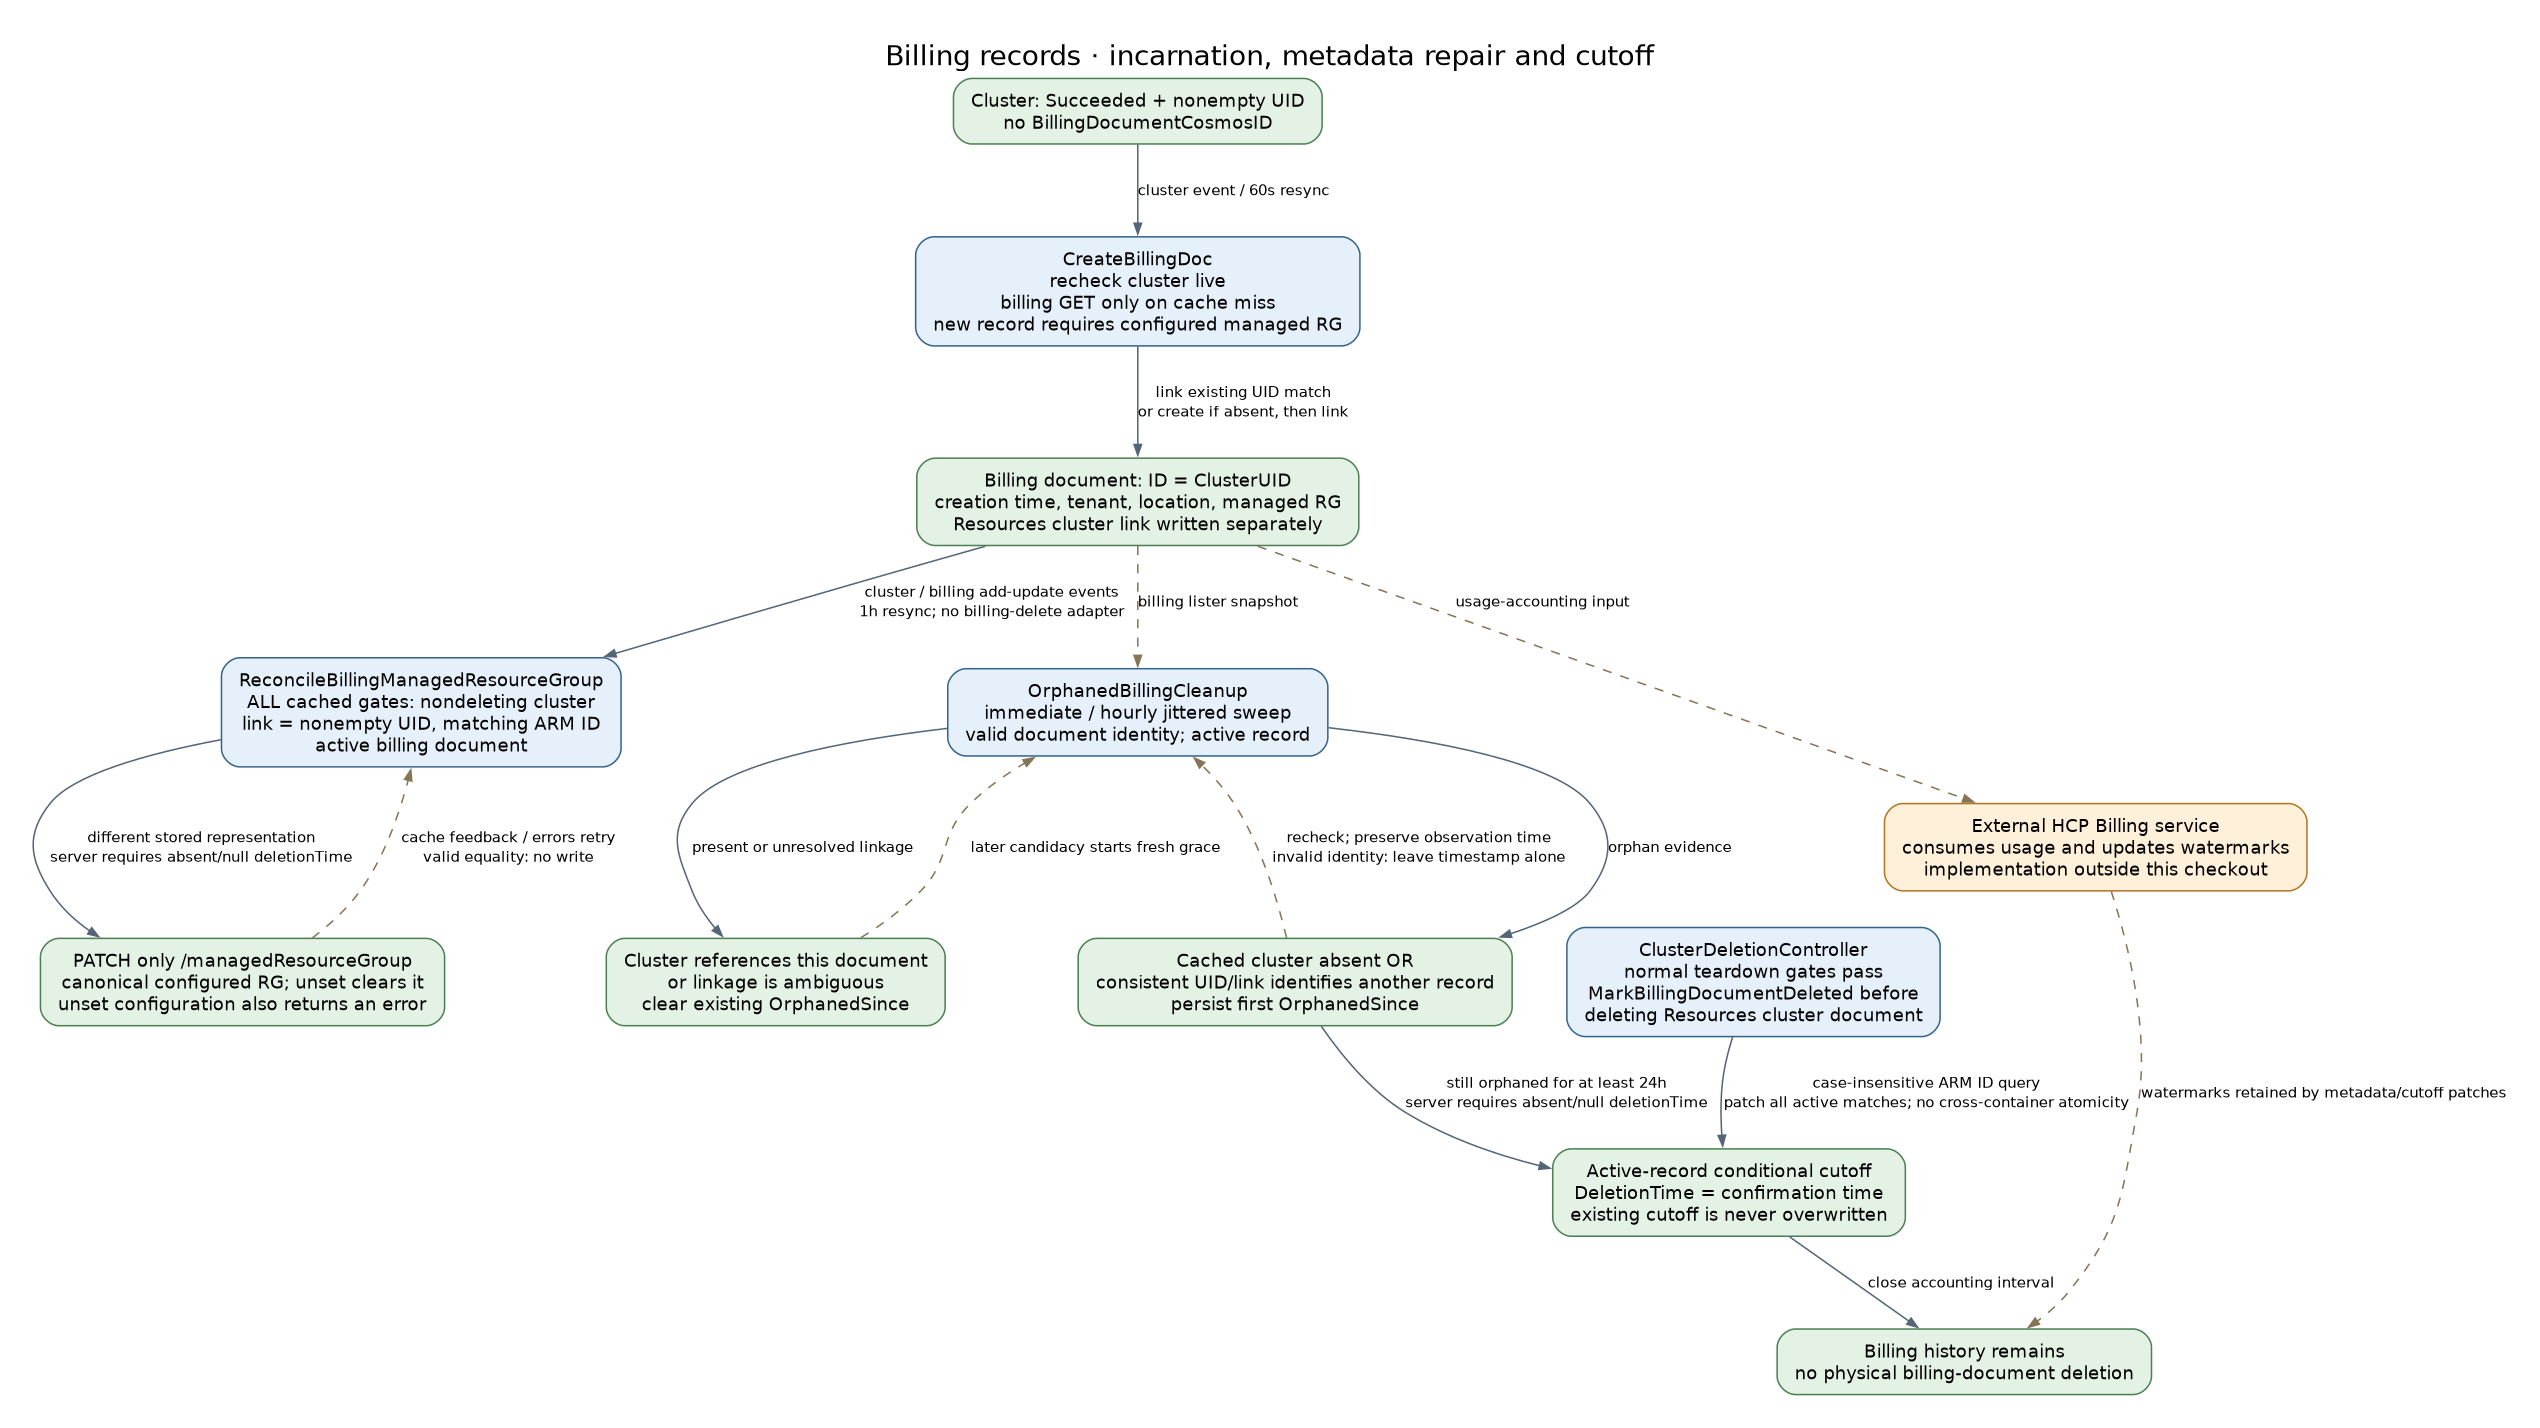 Billing records · incarnation, metadata repair and cutoff
Cluster: Succeeded + nonempty UID
no BillingDocumentCosmosID
cluster event / 60s resync
CreateBillingDoc
recheck cluster live
billing GET only on cache miss
new record requires configured managed RG
link existing UID match
or create if absent, then link
Billing document: ID = ClusterUID
creation time, tenant, location, managed RG
Resources cluster link written separately
cluster / billing add-update events
1h resync; no billing-delete adapter
billing lister snapshot
usage-accounting input
ReconcileBillingManagedResourceGroup
ALL cached gates: nondeleting cluster
link = nonempty UID, matching ARM ID
active billing document
OrphanedBillingCleanup
immediate / hourly jittered sweep
valid document identity; active record
External HCP Billing service
consumes usage and updates watermarks
implementation outside this checkout
different stored representation
server requires absent/null deletionTime
cache feedback / errors retry
valid equality: no write
present or unresolved linkage
later candidacy starts fresh grace
recheck; preserve observation time
invalid identity: leave timestamp alone
orphan evidence
PATCH only /managedResourceGroup
canonical configured RG; unset clears it
unset configuration also returns an error
Cluster references this document
or linkage is ambiguous
clear existing OrphanedSince
Cached cluster absent OR
consistent UID/link identifies another record
persist first OrphanedSince
ClusterDeletionController
normal teardown gates pass
MarkBillingDocumentDeleted before
deleting Resources cluster document
still orphaned for at least 24h
server requires absent/null deletionTime
case-insensitive ARM ID query
patch all active matches; no cross-container atomicity
watermarks retained by metadata/cutoff patches
Active-record conditional cutoff
DeletionTime = confirmation time
existing cutoff is never overwritten
close accounting interval
Billing history remains
no physical billing-document deletion